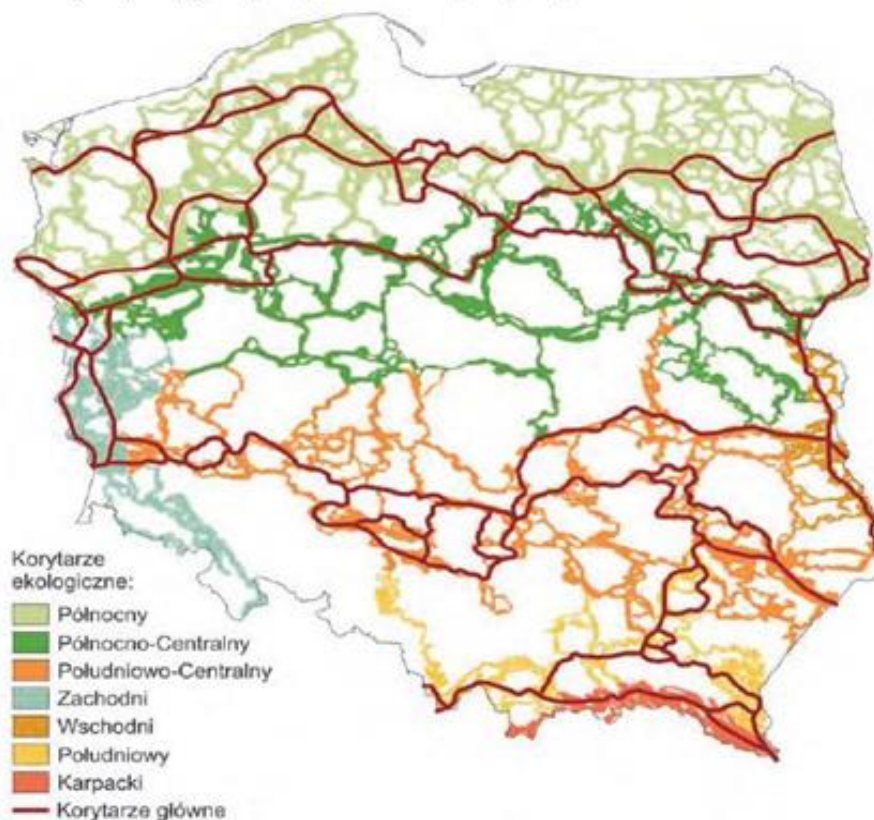 Korytarze
ekologiczne:
Północny
Północno-Centralny
Południowo-Centralny
Zachodni
Wschodni
Południowy
Karpacki
Korytarze główne